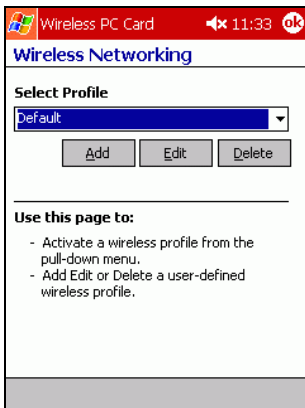 Wireless PC Card 11:33 ok
Wireless Networking
Select Profile
Default
Add Edit Delete
Use this page to:
- Activate a wireless profile from the
pull-down menu.
- Add Edit or Delete a user-defined
wireless profile.